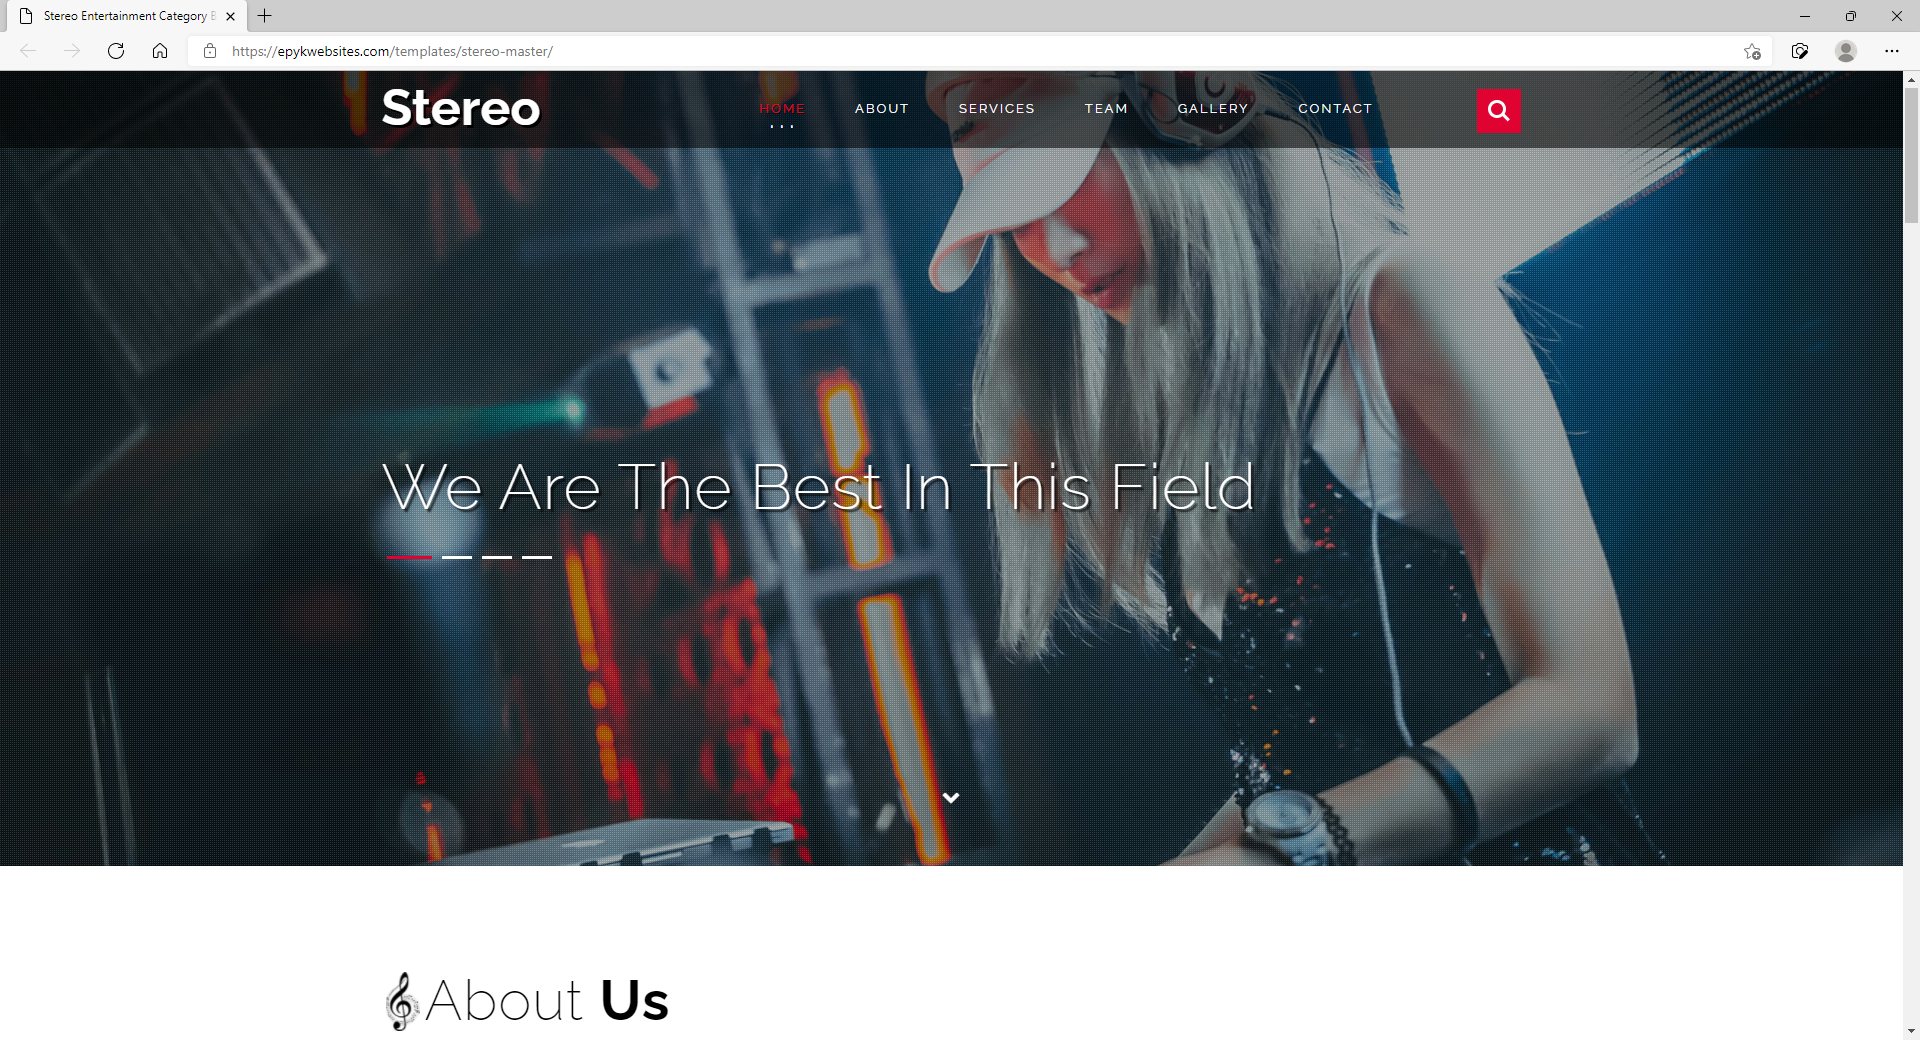 Stereo Entertainment Category B
https://epykwebsites.com/templates/stereo-master/
Stereo
HOME
ABOUT
SERVICES
TEAM
GALLERY
CONTACT
We Are The Best In This Field
About Us